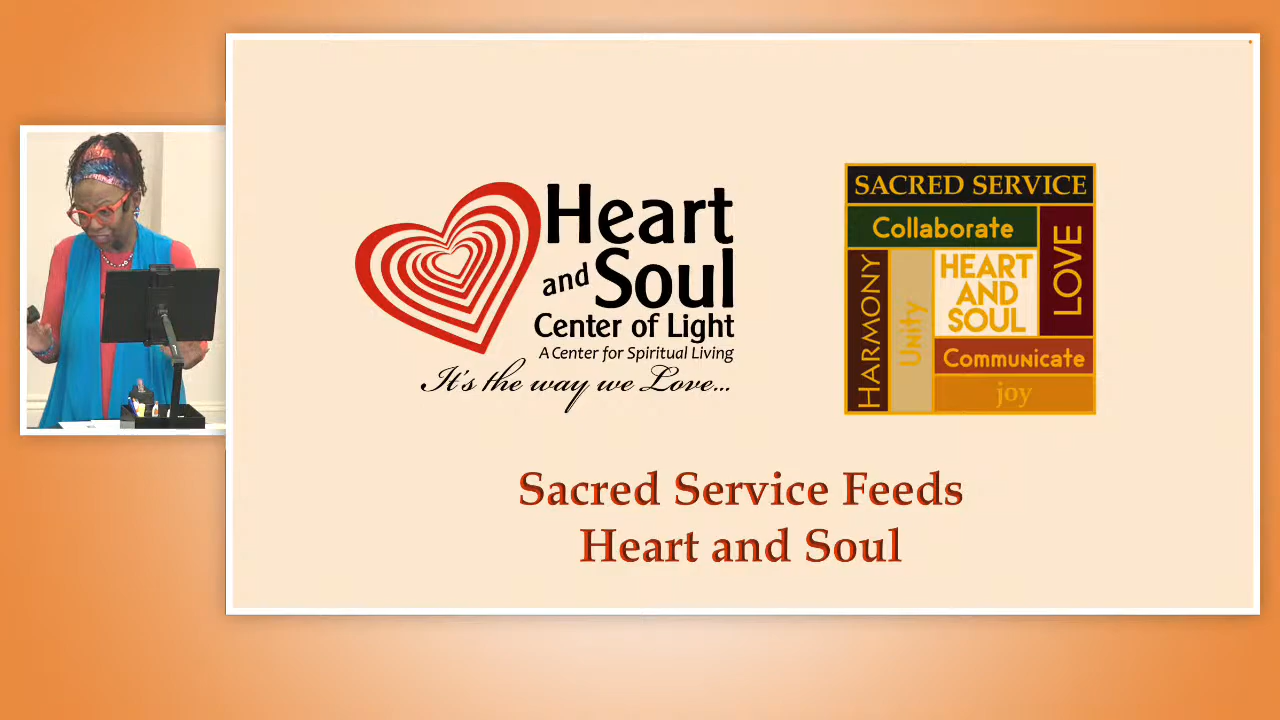 Heart
and Soul
Center of Light
A Center for Spiritual Living
It's the way we Love...
SACRED SERVICE
Collaborate
LOVE
HARMONY
Unity
HEART
AND
SOUL
Communicate
joy
Sacred Service Feeds
Heart and Soul